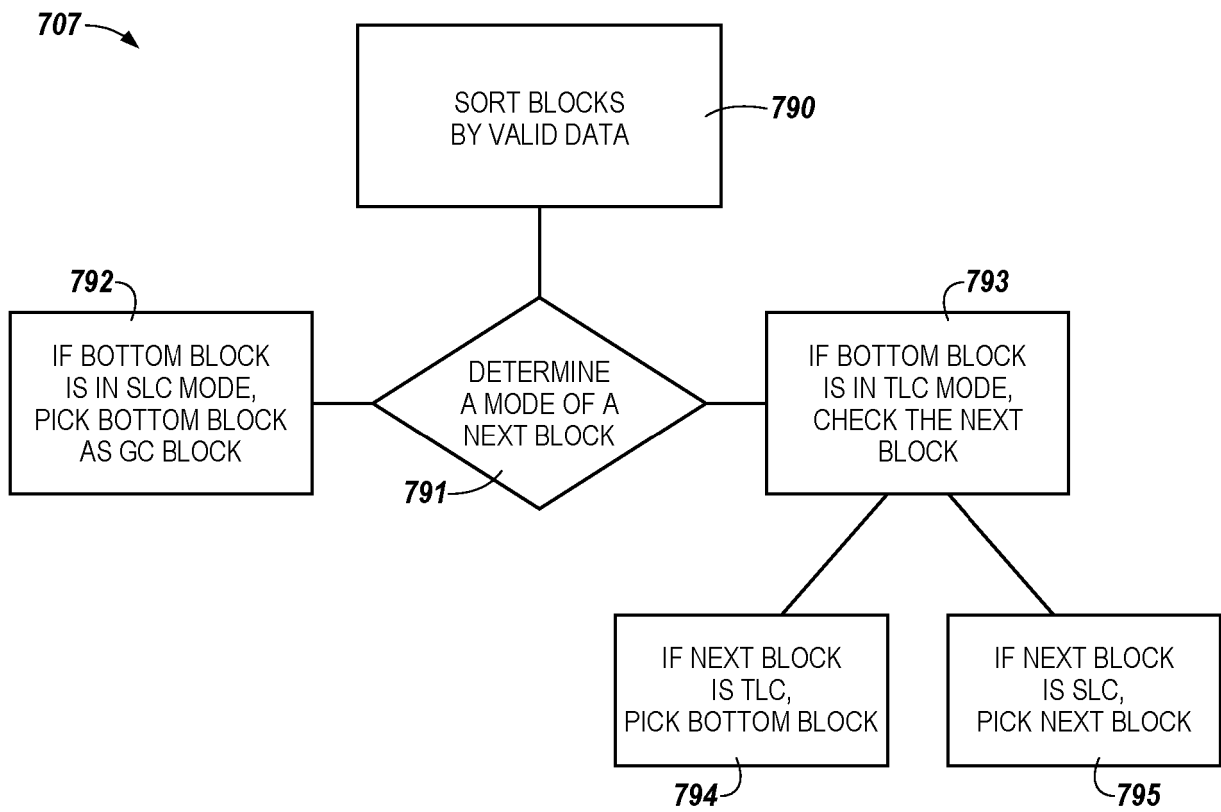 707
SORT BLOCKS
BY VALID DATA
790
792
IF BOTTOM BLOCK
IS IN SLC MODE,
PICK BOTTOM BLOCK
AS GC BLOCK
DETERMINE
A MODE OF A
NEXT BLOCK
791
793
IF BOTTOM BLOCK
IS IN TLC MODE,
CHECK THE NEXT
BLOCK
IF NEXT BLOCK
IS TLC,
PICK BOTTOM BLOCK
794
IF NEXT BLOCK
IS SLC,
PICK NEXT BLOCK
795